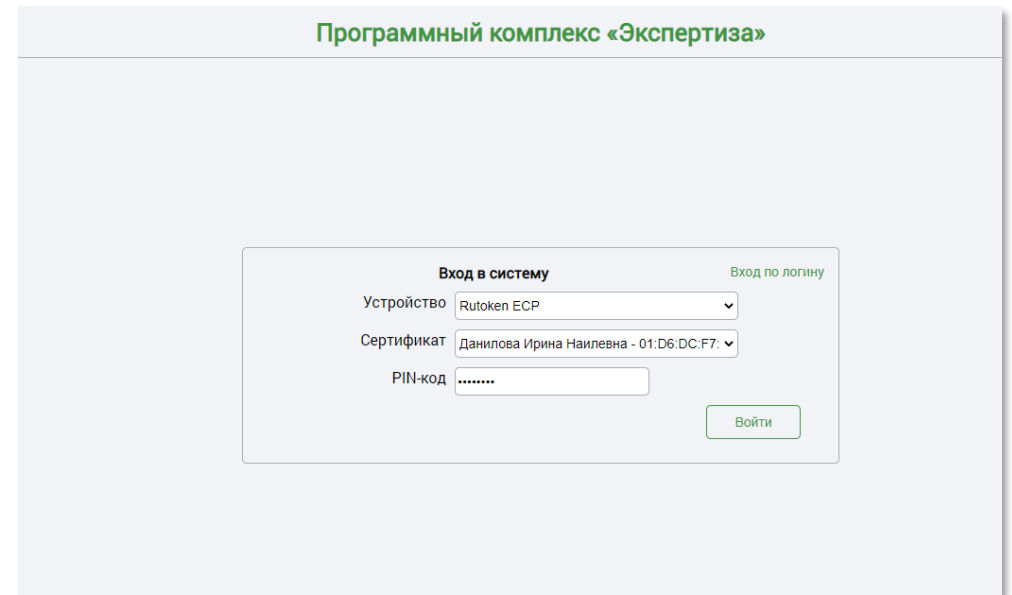 Программный комплекс «Экспертиза»
Вход в систему
Вход по логину
Устройство
Rutoken ECP
Сертификат
Данилова Ирина Наилевна - 01:D6:DC:F7:
PIN-код
••••••••
Войти